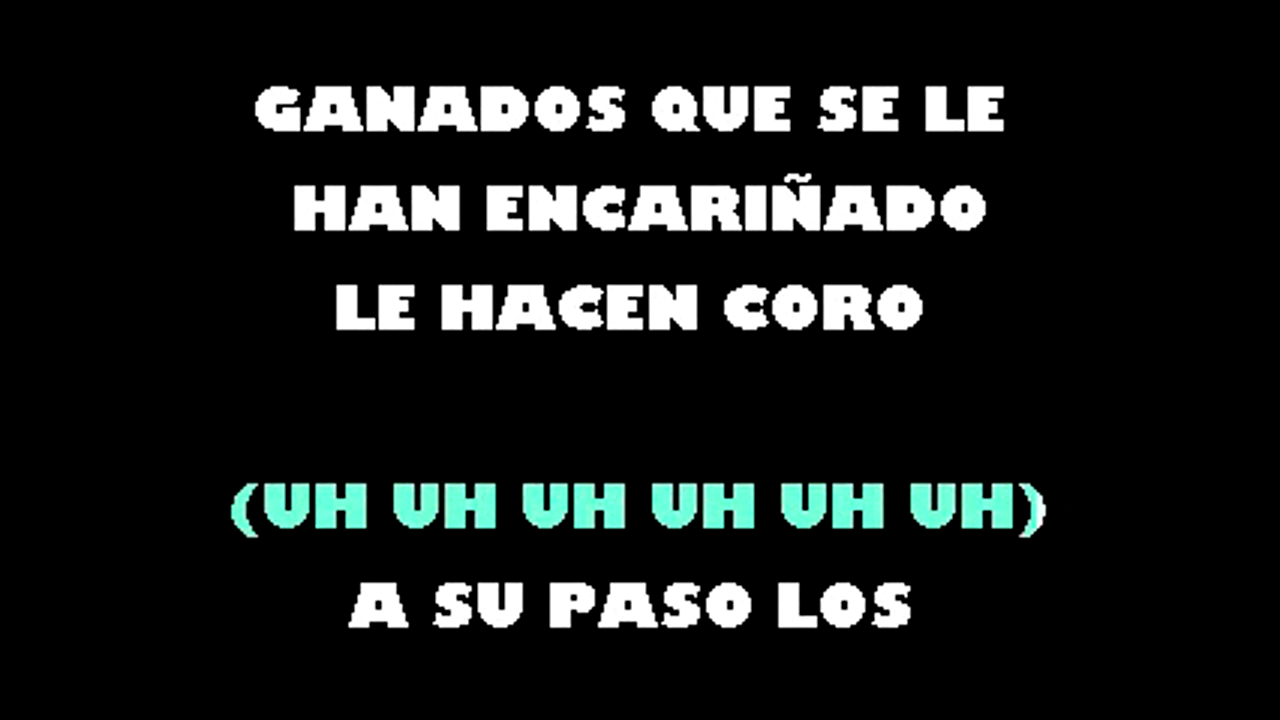 GANADOS QUE SE LE
HAN ENCARIÑADO
LE HACEN CORO
(UH UH UH UH UH UH)
A SU PASO LOS